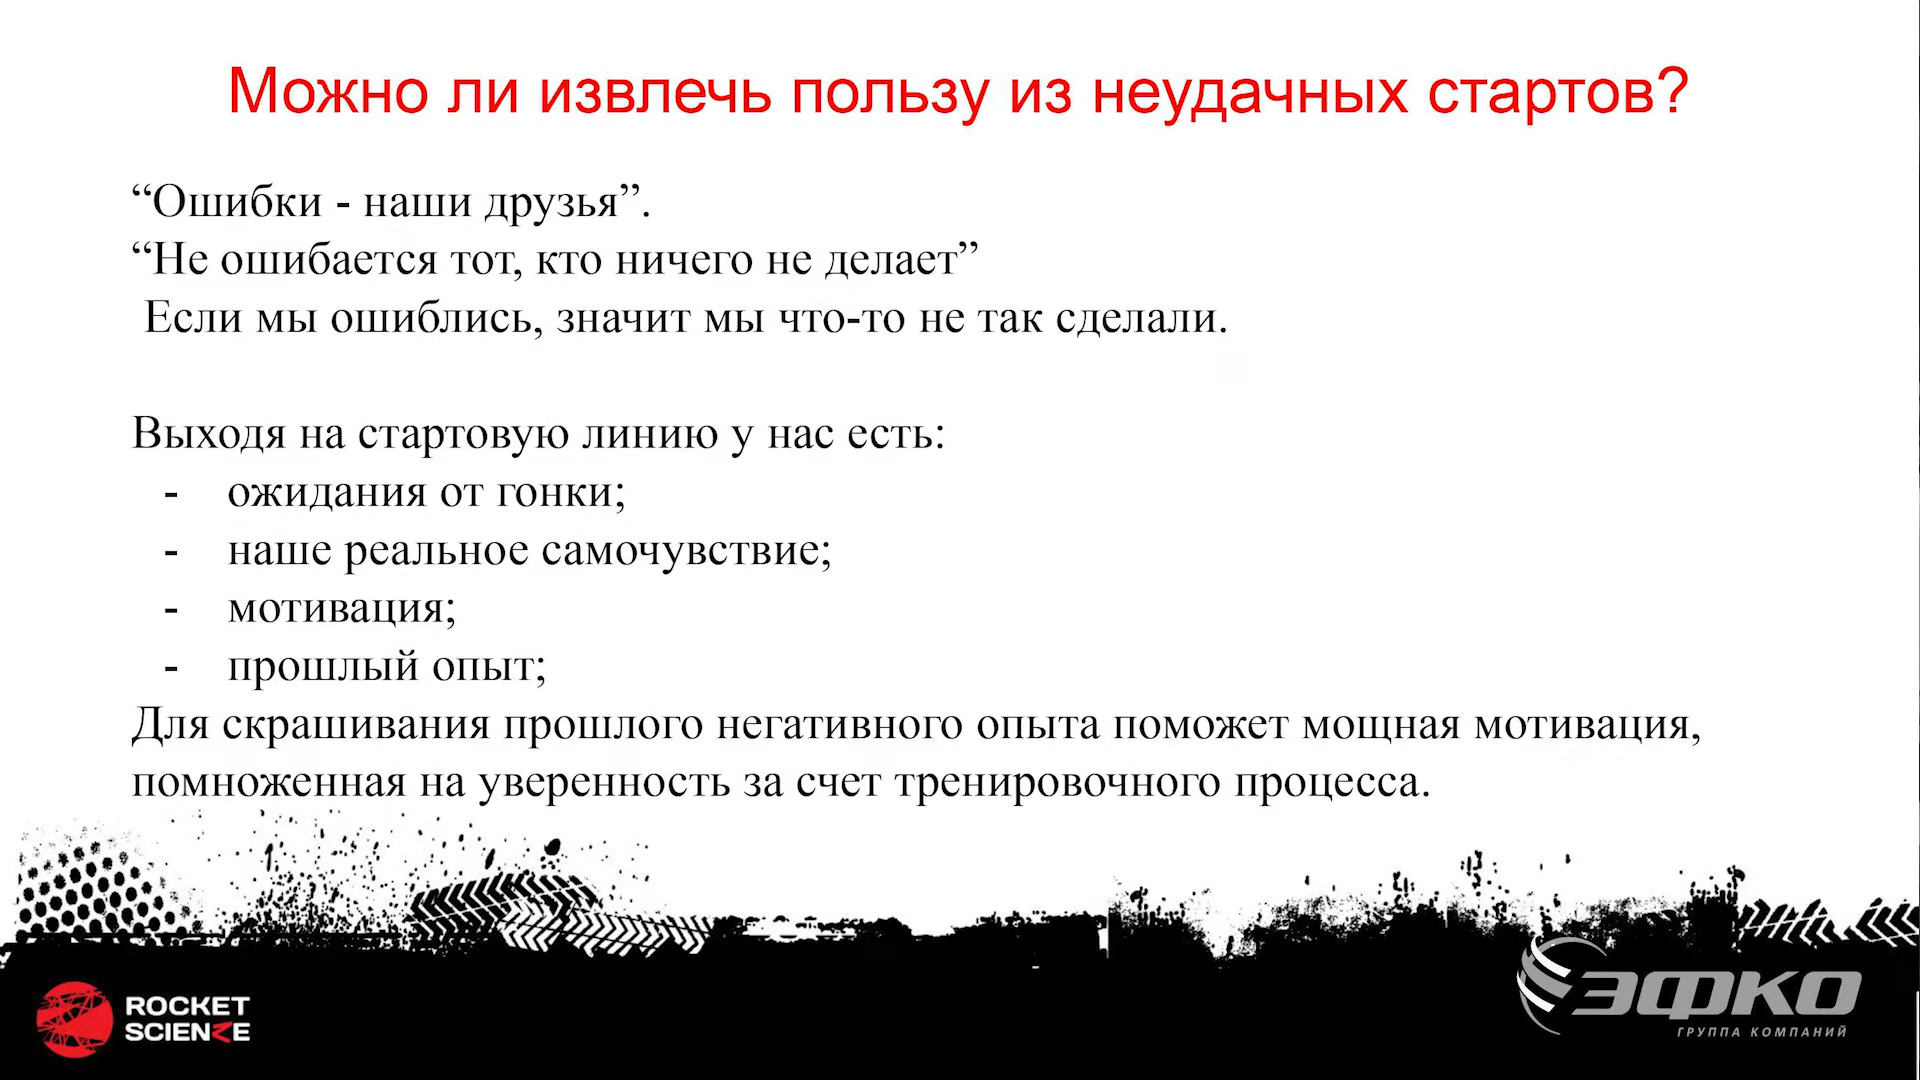 Можно ли извлечь пользу из неудачных стартов?
“Ошибки - наши друзья”.
“Не ошибается тот, кто ничего не делает”
Если мы ошиблись, значит мы что-то не так сделали.
Выходя на стартовую линию у нас есть:
- ожидания от гонки;
- наше реальное самочувствие;
- мотивация;
- прошлый опыт;
Для скрашивания прошлого негативного опыта поможет мощная мотивация,
помноженная на уверенность за счет тренировочного процесса.
ROCKET
SCIENZE
ЭФКО
ГРУППА КОМПАНИЙ